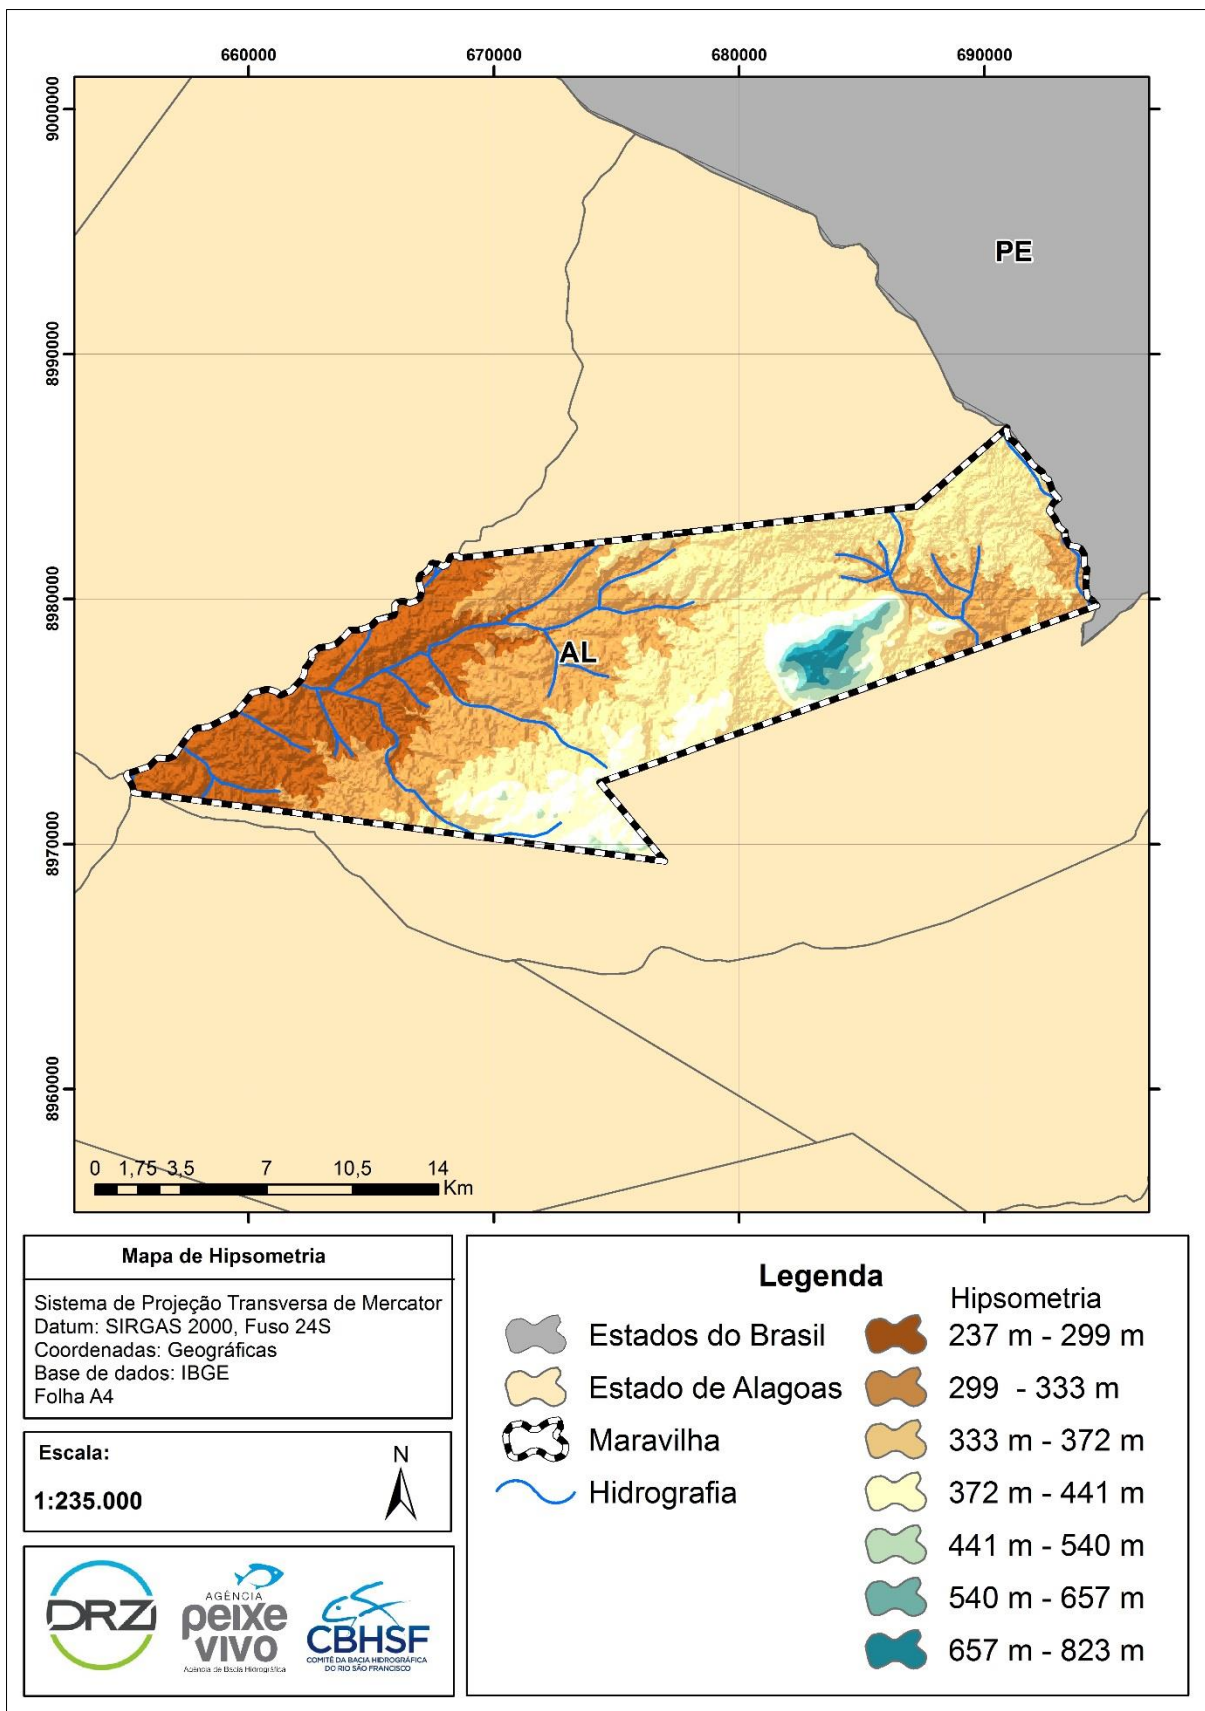 660000
670000
680000
690000
9000000
8990000
8980000
8970000
8960000
PE
AL
0 1,75 3,5 7 10,5 14
Km
Mapa de Hipsometria
Sistema de Projeção Transversa de Mercator
Datum: SIRGAS 2000, Fuso 24S
Coordenadas: Geográficas
Base de dados: IBGE
Folha A4
Escala:
1:235.000
N
DRZ
AGÊNCIA
peixe
vivo
Agência de Bacia Hidrográfica
CBHSF
COMITÊ DA BACIA HIDROGRÁFICA
DO RIO SÃO FRANCISCO
Legenda
Estados do Brasil
Estado de Alagoas
Maravilha
Hidrografia
Hipsometria
237 m - 299 m
299 - 333 m
333 m - 372 m
372 m - 441 m
441 m - 540 m
540 m - 657 m
657 m - 823 m